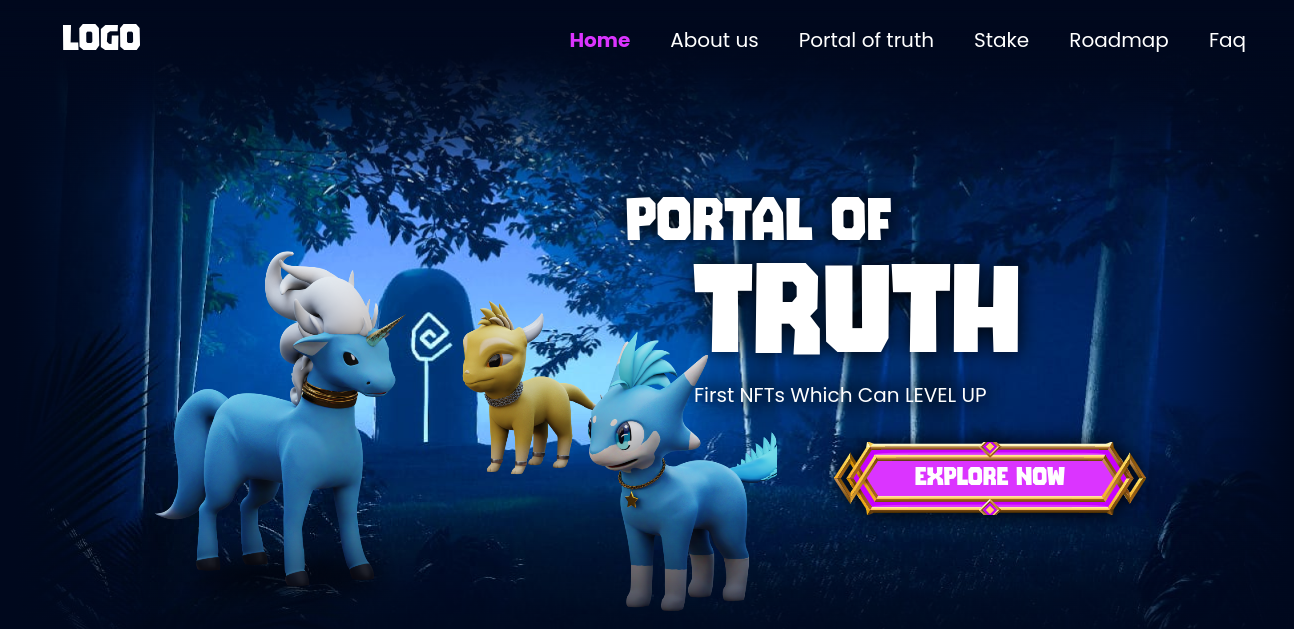 LOGO
Home About us Portal of truth Stake Roadmap Faq
PORTAL OF
TRUTH
First NFTs Which Can LEVEL UP
EXPLORE NOW